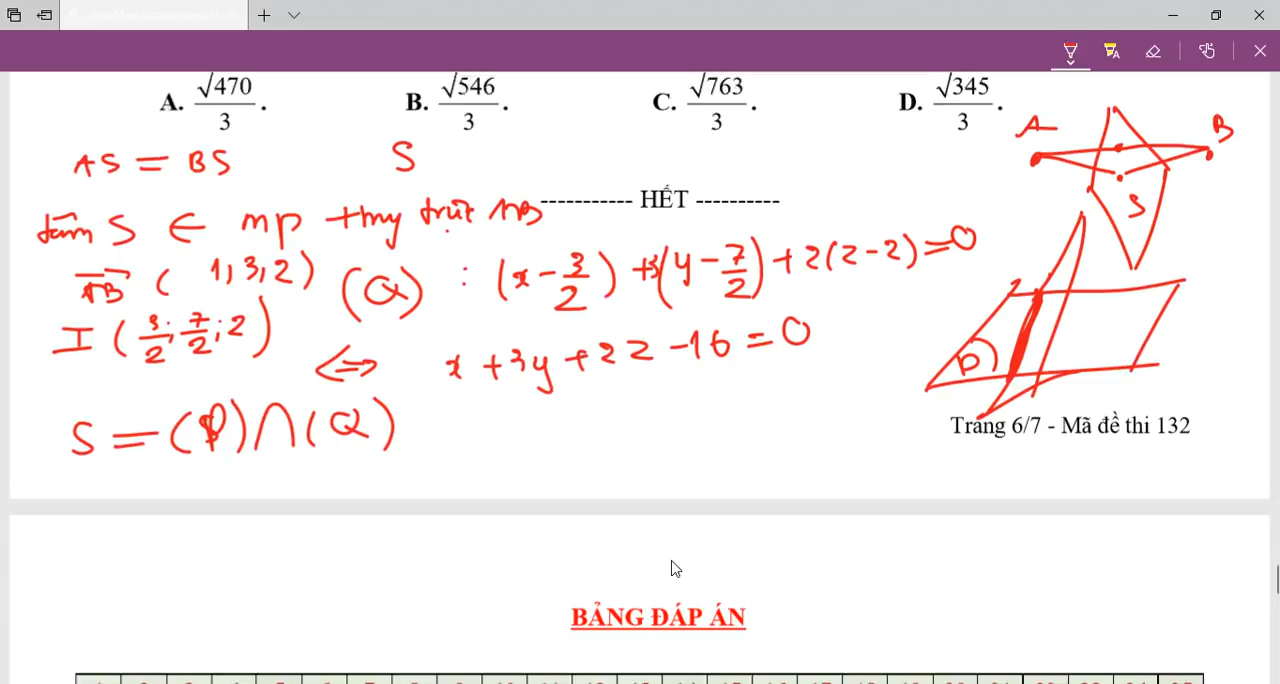 A. √470/3 . B. √546/3 . C. √763/3 . D. √345/3 .
A B
AS = BS S
S
----------- HẾT ----------
tâm S ∈ mp trung trực AB
AB→ ( 1, 3, 2 ) (Q) : (x - 3/2) + 3(y - 7/2) + 2(z - 2) = 0
I ( 3/2 ; 7/2 ; 2 )
⇔ x + 3y + 2z - 16 = 0
P
S = (P) ∩ (Q)
Trang 6/7 - Mã đề thi 132
BẢNG ĐÁP ÁN